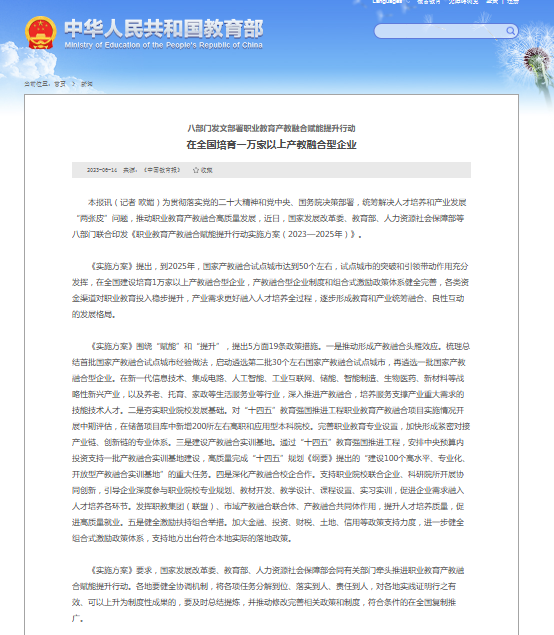 Languages
中华人民共和国教育部
Ministry of Education of the People's Republic of China
当前位置：首页 > 新闻
八部门发文部署职业教育产教融合赋能提升行动
在全国培育一万家以上产教融合型企业
2023-06-14 来源：《中国教育报》 收藏
本报讯（记者 欧媚）为贯彻落实党的二十大精神和党中央、国务院决策部署，统筹解决人才培养和产业发展
“两张皮”问题，推动职业教育产教融合高质量发展，近日，国家发展改革委、教育部、人力资源社会保障部等
八部门联合印发《职业教育产教融合赋能提升行动实施方案（2023—2025年）》。
《实施方案》提出，到2025年，国家产教融合试点城市达到50个左右，试点城市的突破和引领带动作用充分
发挥，在全国建设培育1万家以上产教融合型企业，产教融合型企业制度和组合式激励政策体系健全完善，各类资
金渠道对职业教育投入稳步提升，产业需求更好融入人才培养全过程，逐步形成教育和产业统筹融合、良性互动
的发展格局。
《实施方案》围绕“赋能”和“提升”，提出5方面19条政策措施。一是推动形成产教融合头雁效应。梳理总
结首批国家产教融合试点城市经验做法，启动遴选第二批30个左右国家产教融合试点城市，再遴选一批国家产教
融合型企业。在新一代信息技术、集成电路、人工智能、工业互联网、储能、智能制造、生物医药、新材料等战
略性新兴产业，以及养老、托育、家政等生活服务业等行业，深入推进产教融合，培养服务支撑产业重大需求的
技能技术人才。二是夯实职业院校发展基础。对“十四五”教育强国推进工程职业教育产教融合项目实施情况开
展中期评估，在储备项目库中新增200所左右高职和应用型本科院校。完善职业教育专业设置，加快形成紧密对接
产业链、创新链的专业体系。三是建设产教融合实训基地。通过“十四五”教育强国推进工程，安排中央预算内
投资支持一批产教融合实训基地建设，高质量完成“十四五”规划《纲要》提出的“建设100个高水平、专业化、
开放型产教融合实训基地”的重大任务。四是深化产教融合校企合作。支持职业院校联合企业、科研院所开展协
同创新，引导企业深度参与职业院校专业规划、教材开发、教学设计、课程设置、实习实训，促进企业需求融入
人才培养各环节。发挥职教集团（联盟）、市域产教融合联合体、产教融合共同体作用，提升人才培养质量，促
进高质量就业。五是健全激励扶持组合举措。加大金融、投资、财税、土地、信用等政策支持力度，进一步健全
组合式激励政策体系，支持地方出台符合本地实际的落地政策。
《实施方案》要求，国家发展改革委、教育部、人力资源社会保障部会同有关部门牵头推进职业教育产教融
合赋能提升行动。各地要健全协调机制，将各项任务分解到位、落实到人、责任到人，对各地实践证明行之有
效、可以上升为制度性成果的，要及时总结提炼，并推动修改完善相关政策和制度，符合条件的在全国复制推
广。